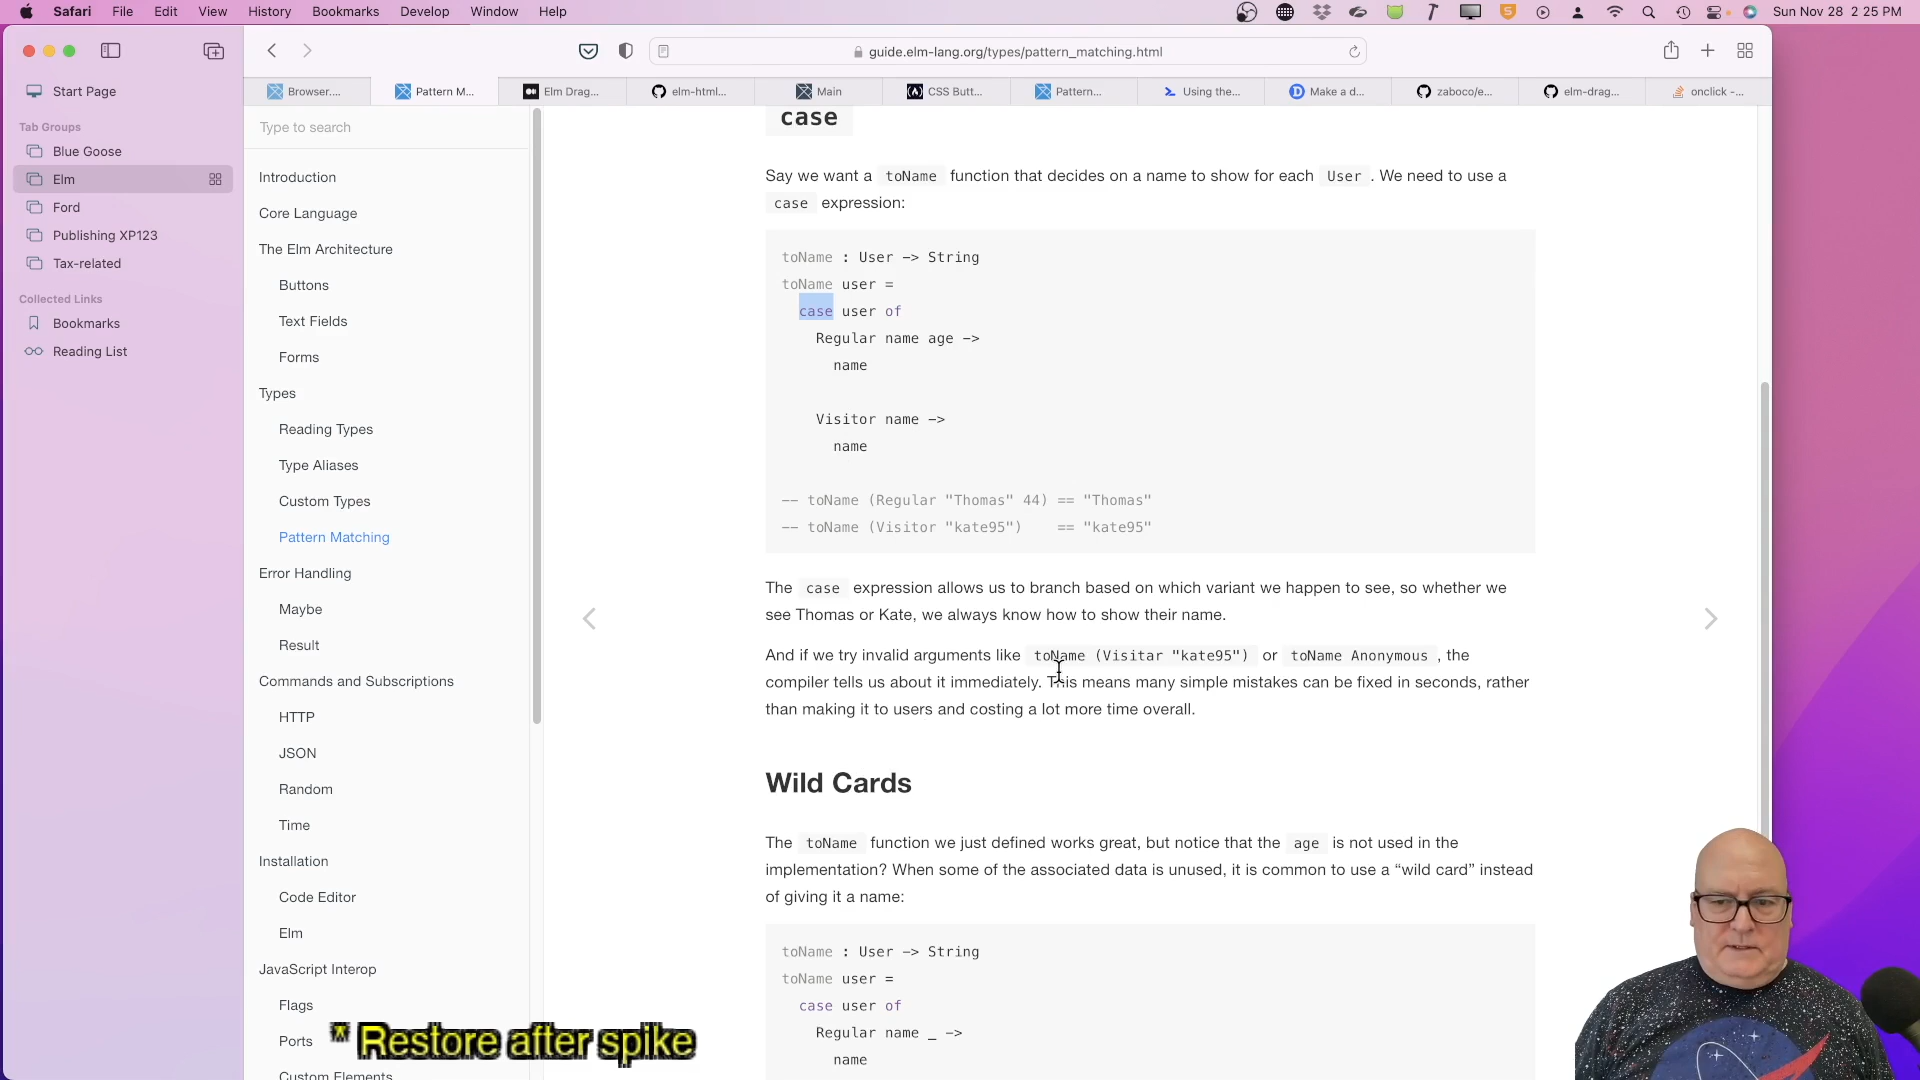 Safari File Edit View History Bookmarks Develop Window Help
Sun Nov 28 2:25 PM
guide.elm-lang.org/types/pattern_matching.html
Browser....
Pattern M...
Elm Drag...
elm-html...
Main
CSS Butt...
Pattern...
Using the...
Make a d...
zaboco/e...
elm-drag...
onclick -...
Start Page
Tab Groups
Blue Goose
Elm
Ford
Publishing XP123
Tax-related
Collected Links
Bookmarks
Reading List
Type to search
Introduction
Core Language
The Elm Architecture
Buttons
Text Fields
Forms
Types
Reading Types
Type Aliases
Custom Types
Pattern Matching
Error Handling
Maybe
Result
Commands and Subscriptions
HTTP
JSON
Random
Time
Installation
Code Editor
Elm
JavaScript Interop
Flags
Ports
Custom Elements
case
Say we want a toName function that decides on a name to show for each User . We need to use a
case expression:
toName : User -> String
toName user =
case user of
Regular name age ->
name
Visitor name ->
name
-- toName (Regular "Thomas" 44) == "Thomas"
-- toName (Visitor "kate95") == "kate95"
The case expression allows us to branch based on which variant we happen to see, so whether we
see Thomas or Kate, we always know how to show their name.
And if we try invalid arguments like toName (Visitar "kate95") or toName Anonymous , the
compiler tells us about it immediately. This means many simple mistakes can be fixed in seconds, rather
than making it to users and costing a lot more time overall.
Wild Cards
The toName function we just defined works great, but notice that the age is not used in the
implementation? When some of the associated data is unused, it is common to use a “wild card” instead
of giving it a name:
toName : User -> String
toName user =
case user of
Regular name _ ->
name
* Restore after spike